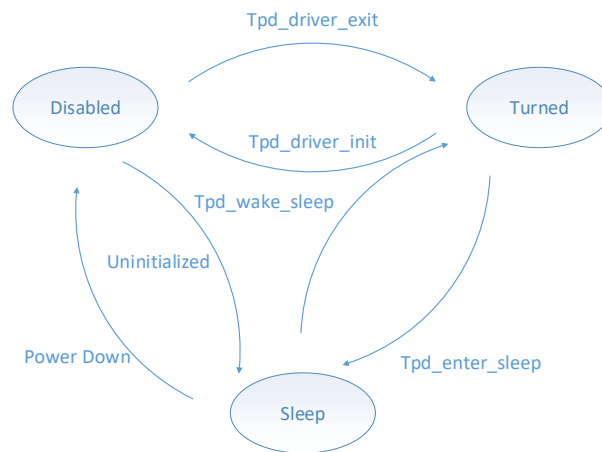 Tpd_driver_exit
Disabled
Turned
Tpd_driver_init
Tpd_wake_sleep
Uninitialized
Power Down
Tpd_enter_sleep
Sleep